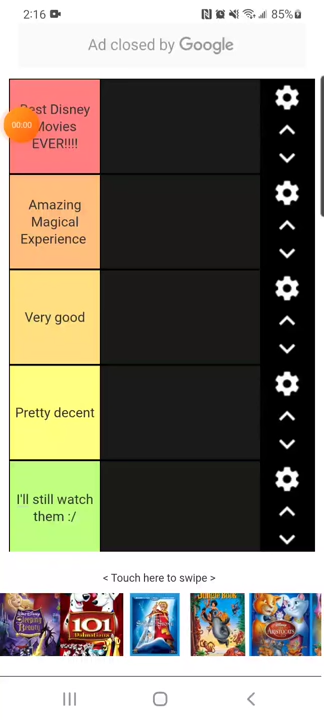 2:16
85%
Ad closed by Google
Best Disney
Movies
EVER!!!!
00:00
Amazing
Magical
Experience
Very good
Pretty decent
I'll still watch
them :/
< Touch here to swipe >
Sleeping
Beauty
101
Dalmatians
Jungle Book
Aristocats